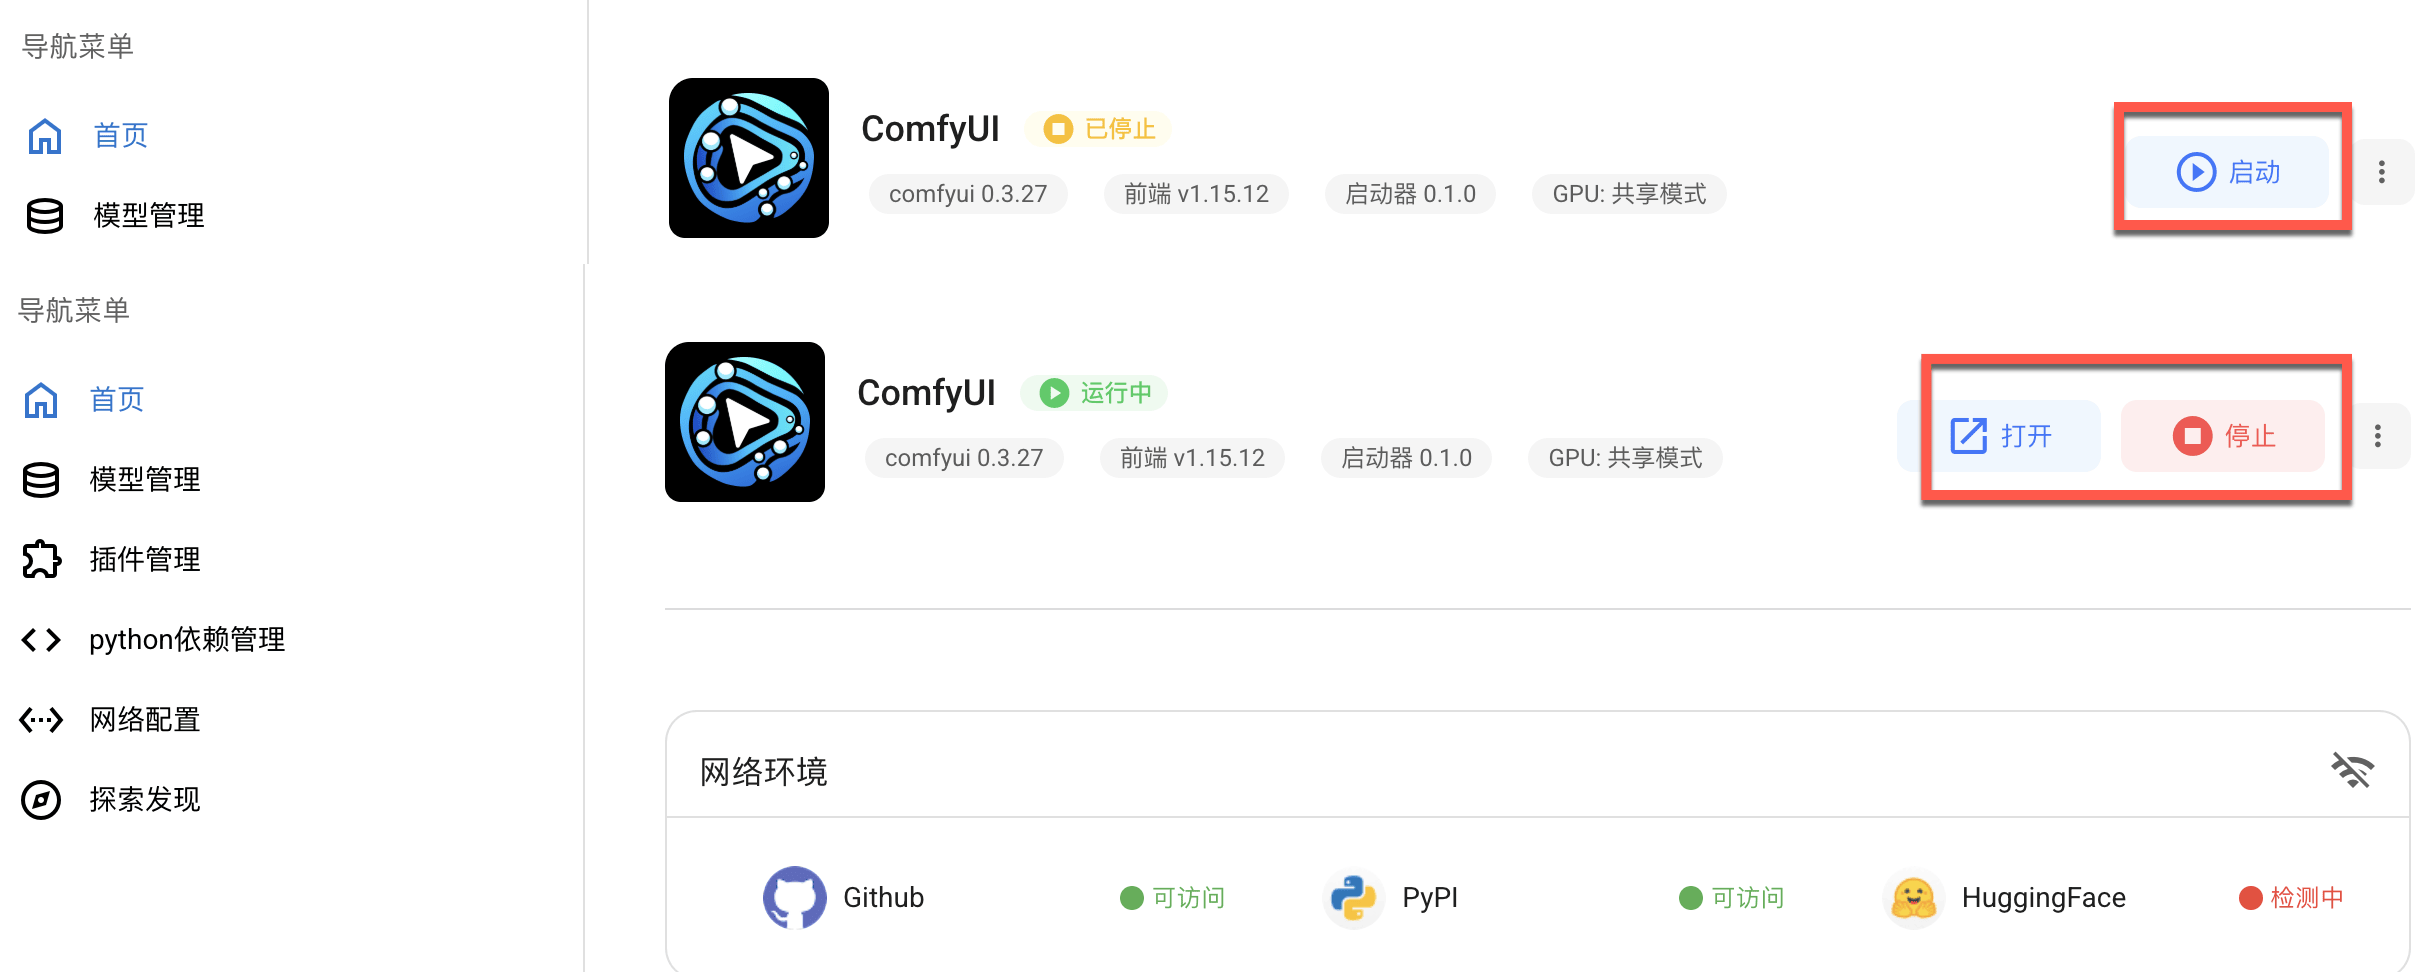 导航菜单
首页
模型管理
ComfyUI 已停止
comfyui 0.3.27 前端 v1.15.12 启动器 0.1.0 GPU: 共享模式
启动
导航菜单
首页
模型管理
插件管理
python依赖管理
网络配置
探索发现
ComfyUI 运行中
comfyui 0.3.27 前端 v1.15.12 启动器 0.1.0 GPU: 共享模式
打开 停止
网络环境
Github 可访问 PyPI 可访问 HuggingFace 检测中